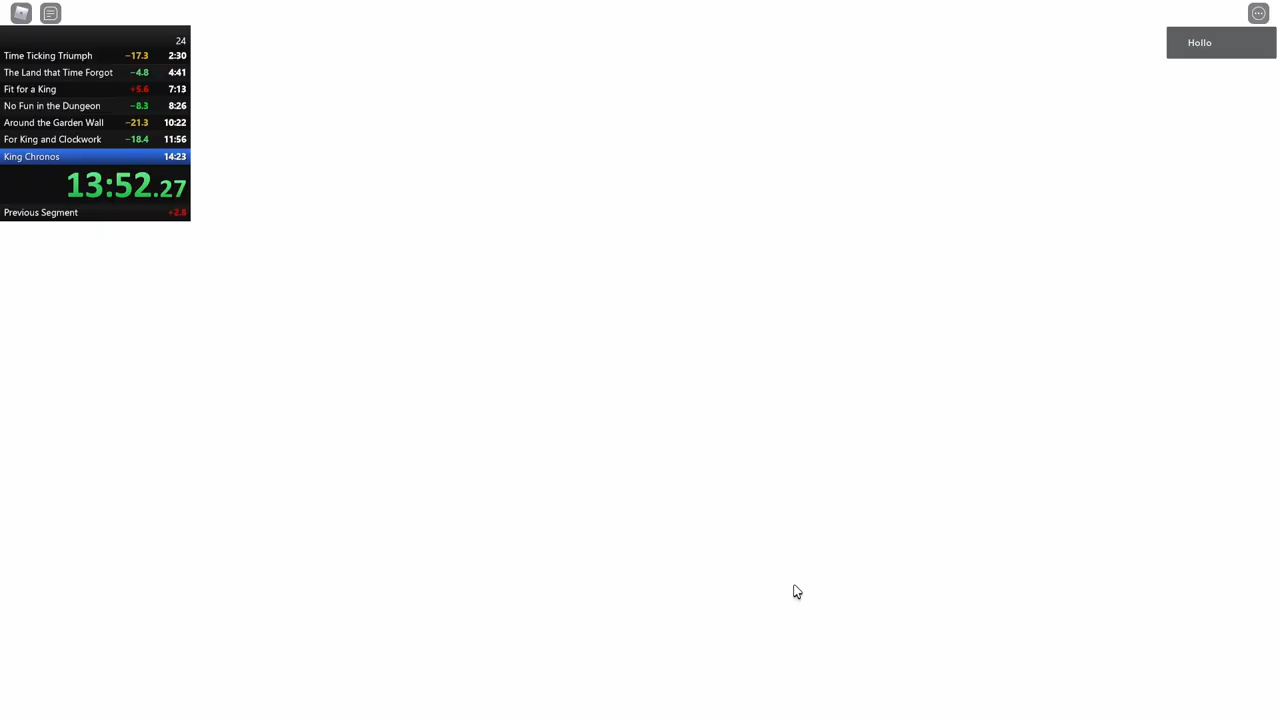 24
Time Ticking Triumph −17.3 2:30
The Land that Time Forgot −4.8 4:41
Fit for a King +5.6 7:13
No Fun in the Dungeon −8.3 8:26
Around the Garden Wall −21.3 10:22
For King and Clockwork −18.4 11:56
King Chronos 14:23
13:52.27
Previous Segment +2.8
Hollo